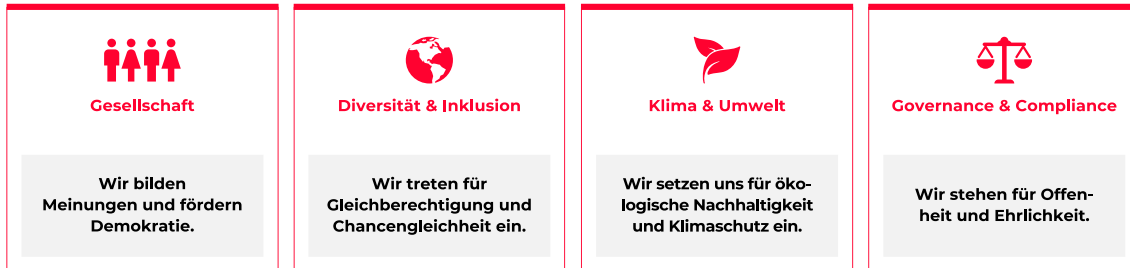 Gesellschaft
Wir bilden
Meinungen und fördern
Demokratie.
Diversität & Inklusion
Wir treten für
Gleichberechtigung und
Chancengleichheit ein.
Klima & Umwelt
Wir setzen uns für öko-
logische Nachhaltigkeit
und Klimaschutz ein.
Governance & Compliance
Wir stehen für Offen-
heit und Ehrlichkeit.